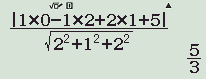 √▱ D ▲
|1×0−1×2+2×1+5|
√2²+1²+2²
5
3